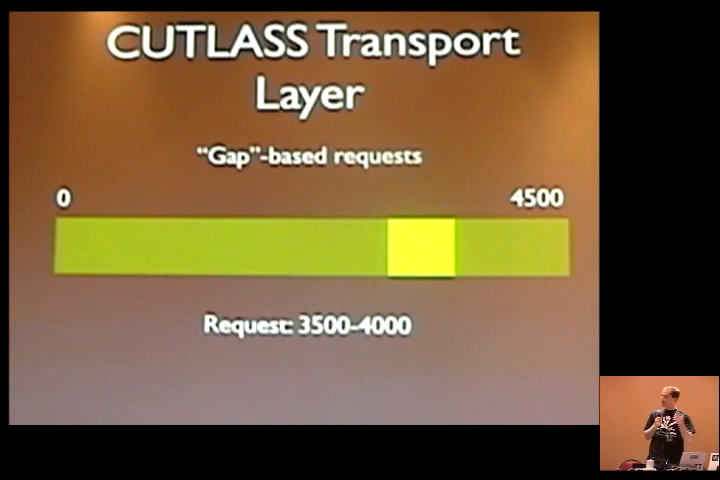 CUTLASS Transport
Layer
“Gap”-based requests
0 4500
Request: 3500-4000